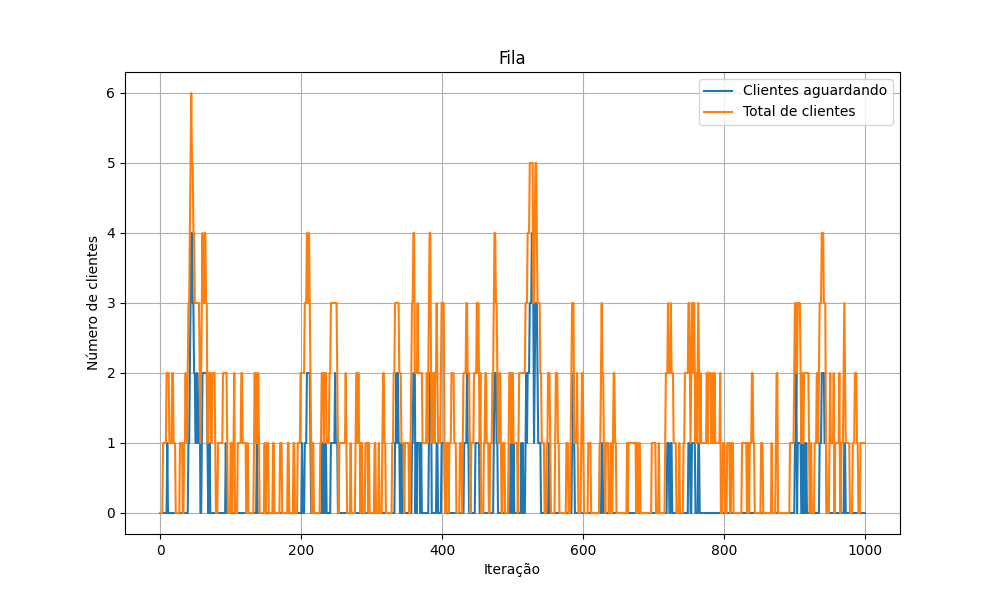 Fila
Clientes aguardando
Total de clientes
Número de clientes
6
5
4
3
2
1
0
0 200 400 600 800 1000
Iteração